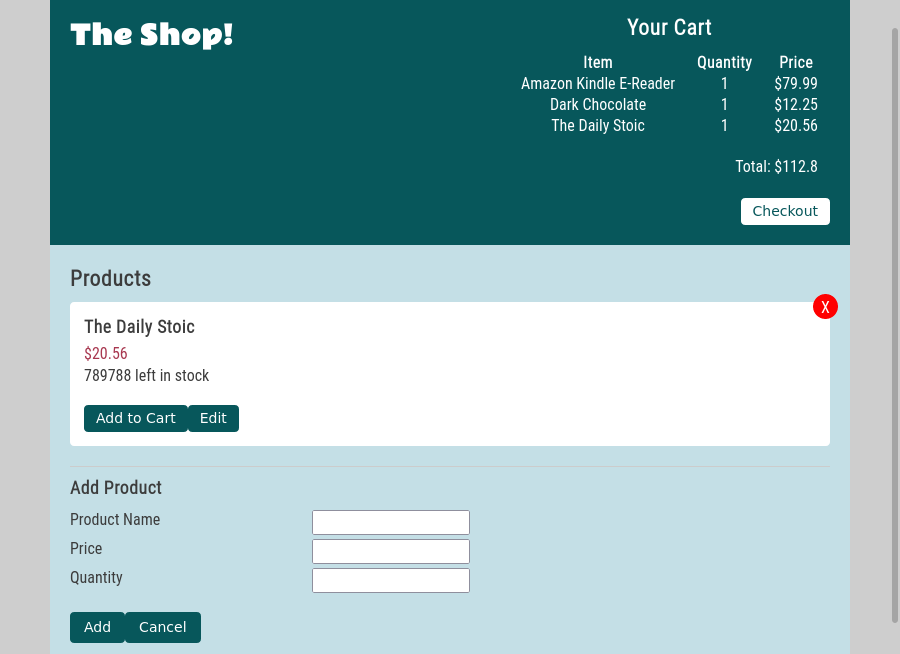 The Shop!
Your Cart
Item Quantity Price
Amazon Kindle E-Reader 1 $79.99
Dark Chocolate 1 $12.25
The Daily Stoic 1 $20.56
Total: $112.8
Checkout
Products
X
The Daily Stoic
$20.56
789788 left in stock
Add to Cart Edit
Add Product
Product Name
Price
Quantity
Add Cancel